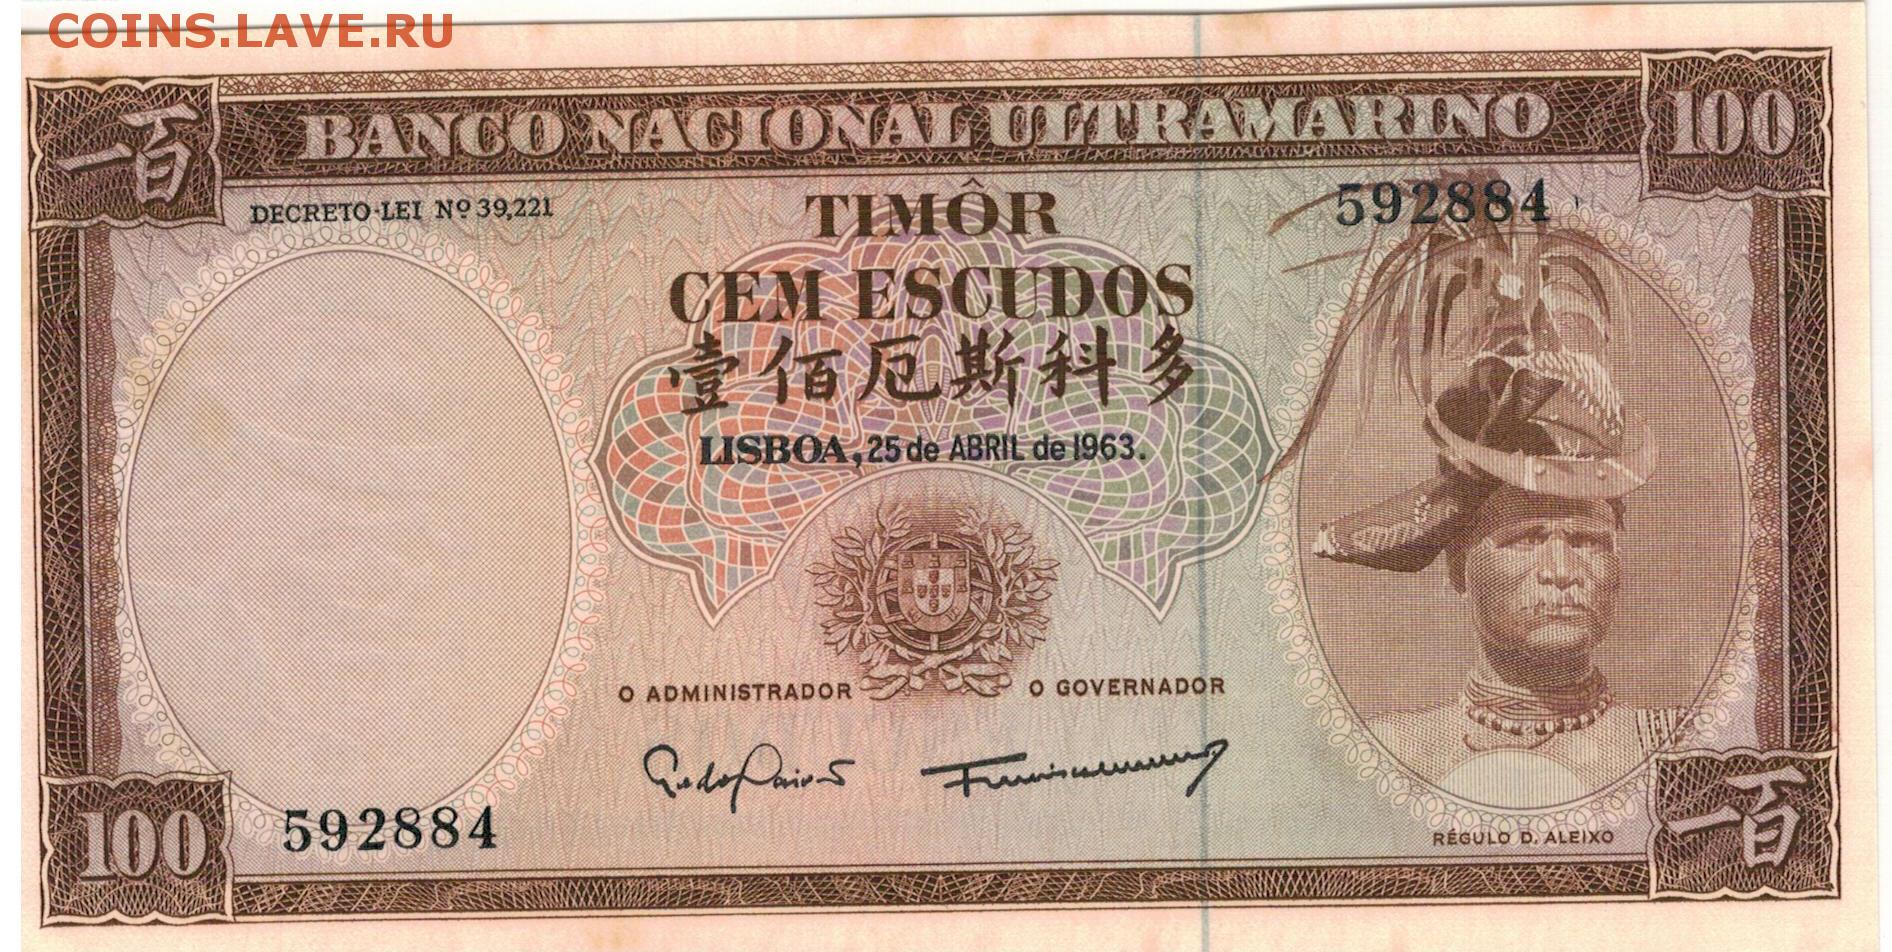 COINS.LAVE.RU
一百
BANCO NACIONAL ULTRAMARINO
100
DECRETO-LEI Nº 39,221
TIMÔR
592884
CEM ESCUDOS
壹佰厄斯科多
LISBOA, 25 de ABRIL de 1963.
O ADMINISTRADOR
O GOVERNADOR
592884
100
RÉGULO D. ALEIXO
一百